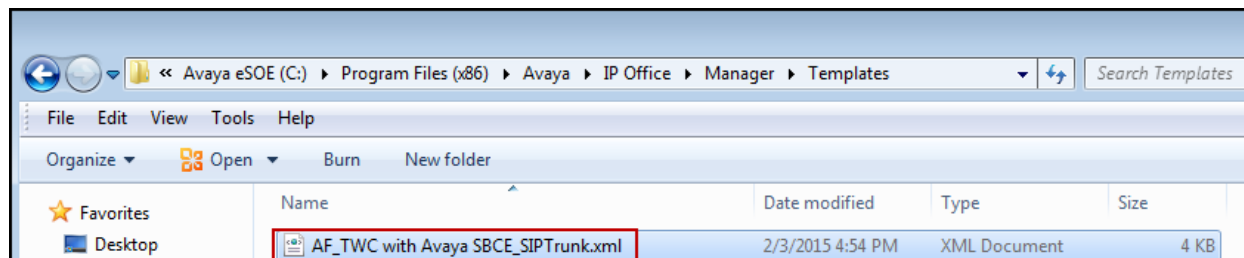 « Avaya eSOE (C:) ▸ Program Files (x86) ▸ Avaya ▸ IP Office ▸ Manager ▸ Templates Search Templates
File Edit View Tools Help
Organize Open Burn New folder
Favorites Name Date modified Type Size
Desktop AF_TWC with Avaya SBCE_SIPTrunk.xml 2/3/2015 4:54 PM XML Document 4 KB